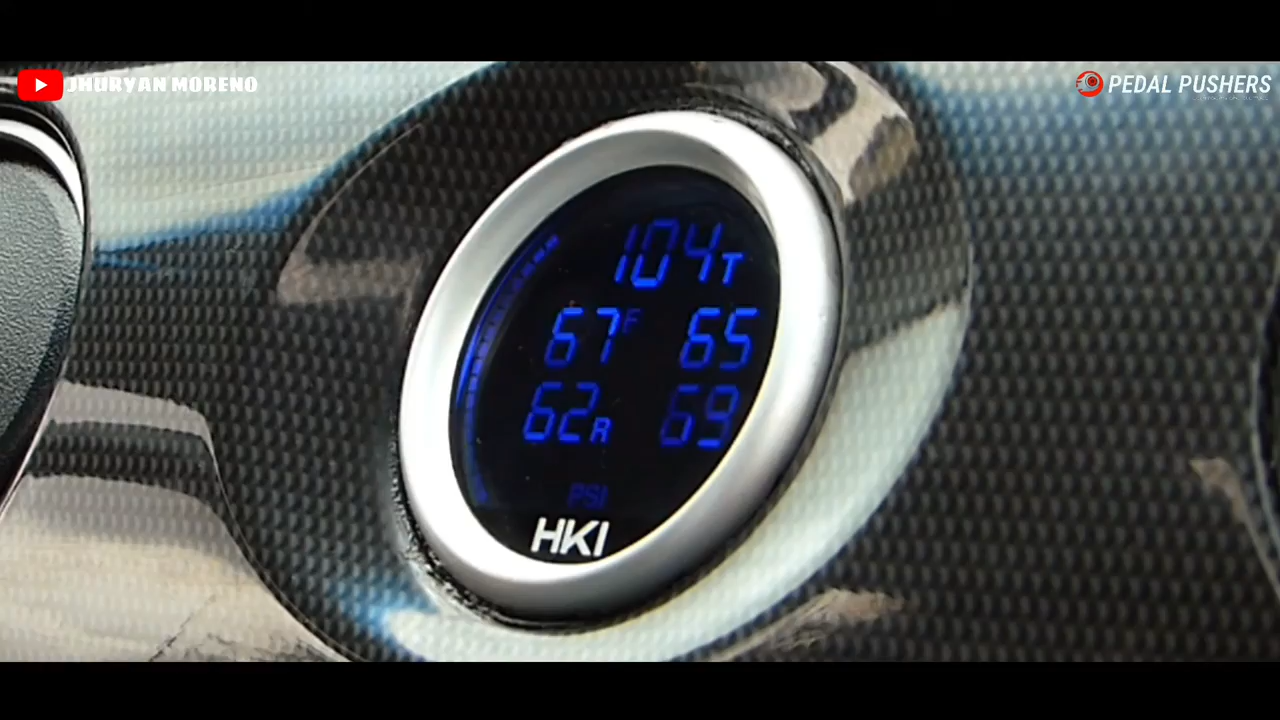 JHURYAN MORENO
PEDAL PUSHERS
104T
67F 65
62R 69
PSI
HKI